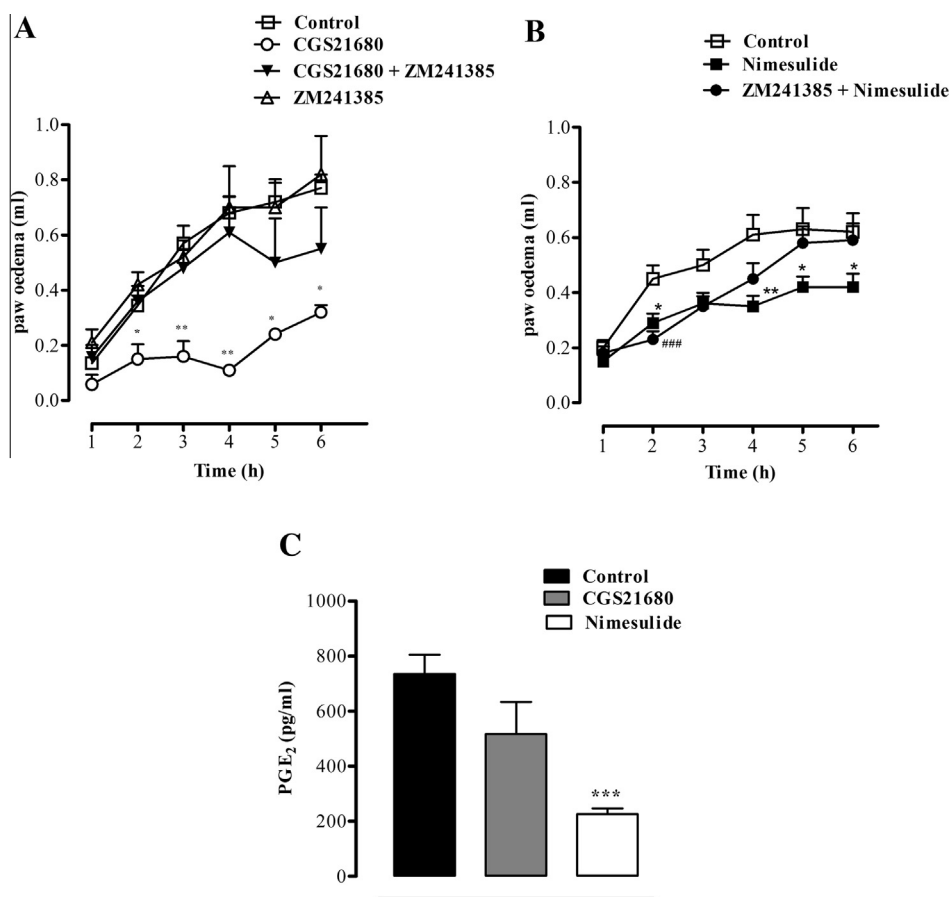 A
Control
CGS21680
CGS21680 + ZM241385
ZM241385
1.0
0.8
0.6
0.4
0.2
0.0
paw oedema (ml)
* ** ** * *
1 2 3 4 5 6
Time (h)
B
Control
Nimesulide
ZM241385 + Nimesulide
1.0
0.8
0.6
0.4
0.2
0.0
paw oedema (ml)
* ** * *
###
1 2 3 4 5 6
Time (h)
C
Control
CGS21680
Nimesulide
1000
800
600
400
200
0
PGE2 (pg/ml)
***